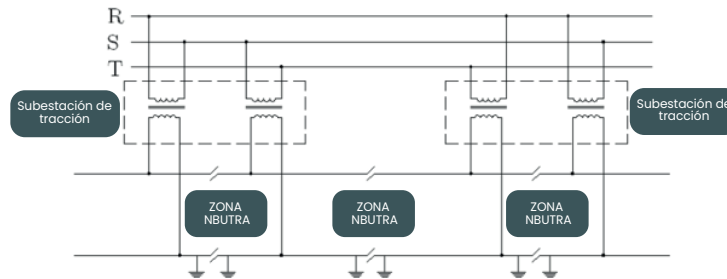 R
S
T
Subestación de
tracción
Subestación de
tracción
ZONA
NBUTRA
ZONA
NBUTRA
ZONA
NBUTRA